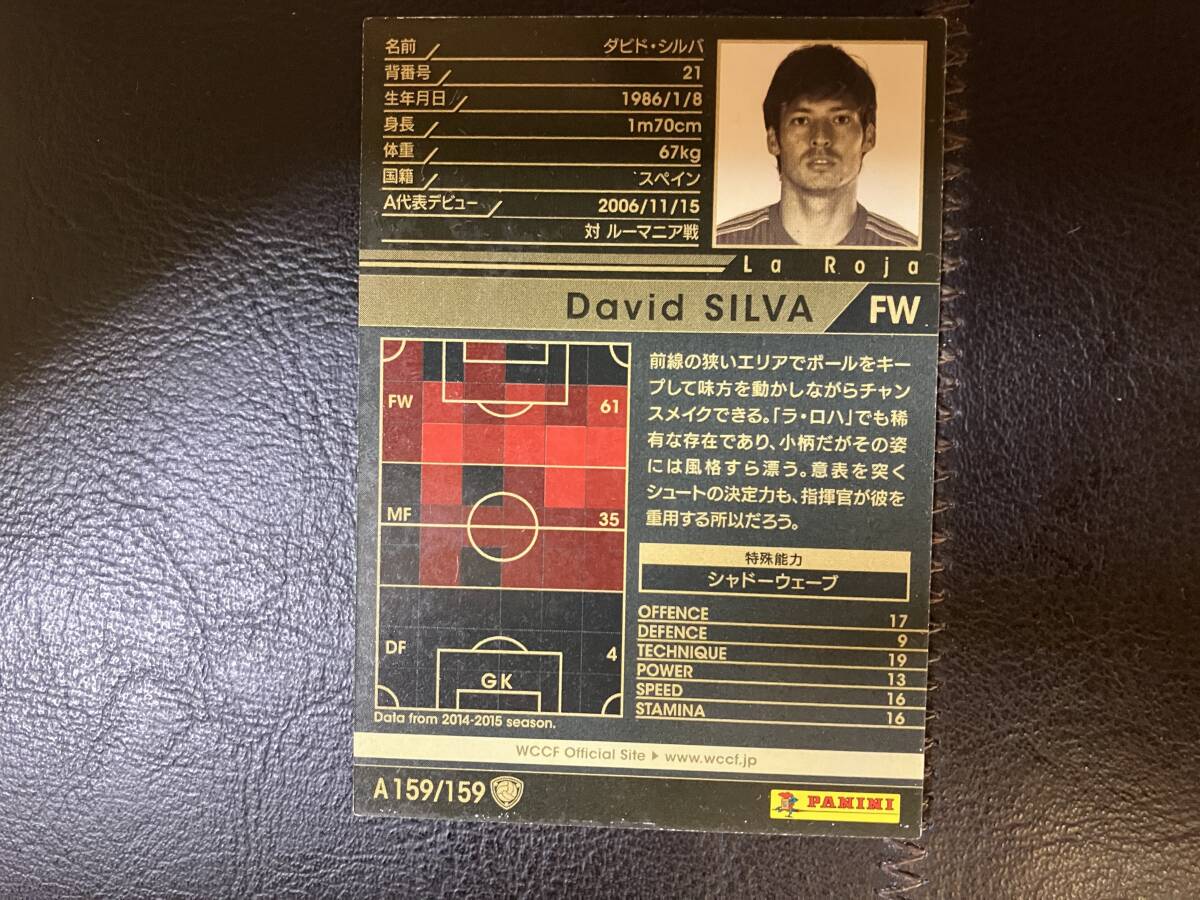 名前 ダビド・シルバ
背番号 21
生年月日 1986/1/8
身長 1m70cm
体重 67kg
国籍 スペイン
A代表デビュー 2006/11/15
対 ルーマニア戦
La Roja
David SILVA FW
FW 61
MF 35
DF 4
GK
Data from 2014-2015 season.
前線の狭いエリアでボールをキー
プして味方を動かしながらチャン
スメイクできる。「ラ・ロハ」でも稀
有な存在であり、小柄だがその姿
には風格すら漂う。意表を突く
シュートの決定力も、指揮官が彼を
重用する所以だろう。
特殊能力
シャドーウェーブ
OFFENCE 17
DEFENCE 9
TECHNIQUE 19
POWER 13
SPEED 16
STAMINA 16
WCCF Official Site ▶ www.wccf.jp
A159/159
PANINI